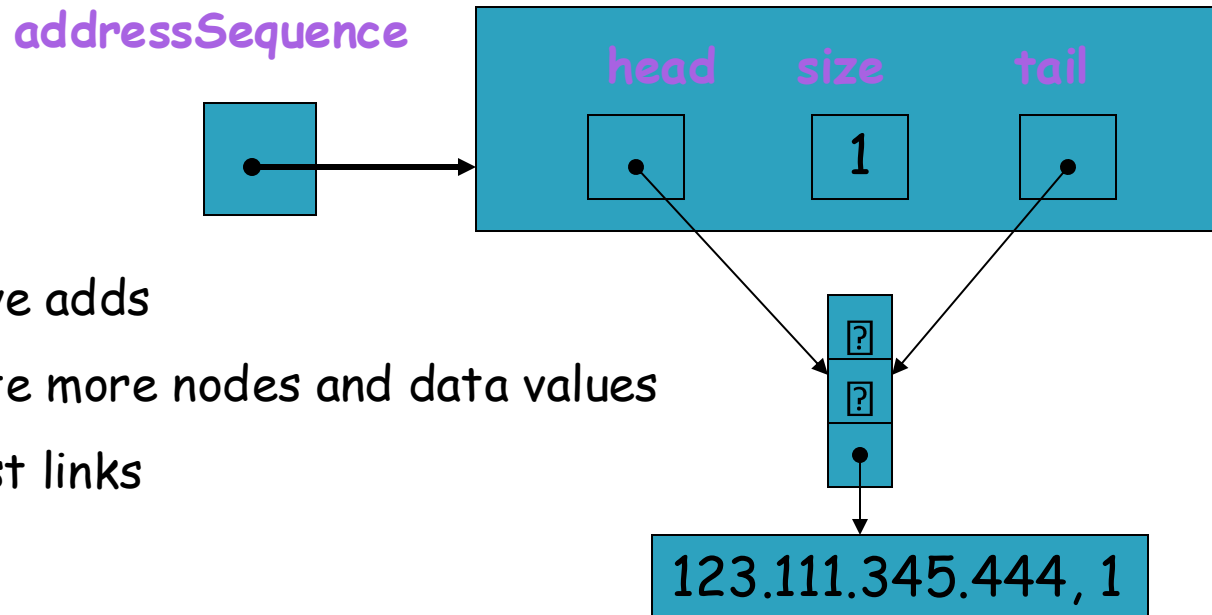 addressSequence
head size tail
1
ve adds
te more nodes and data values
st links
123.111.345.444, 1